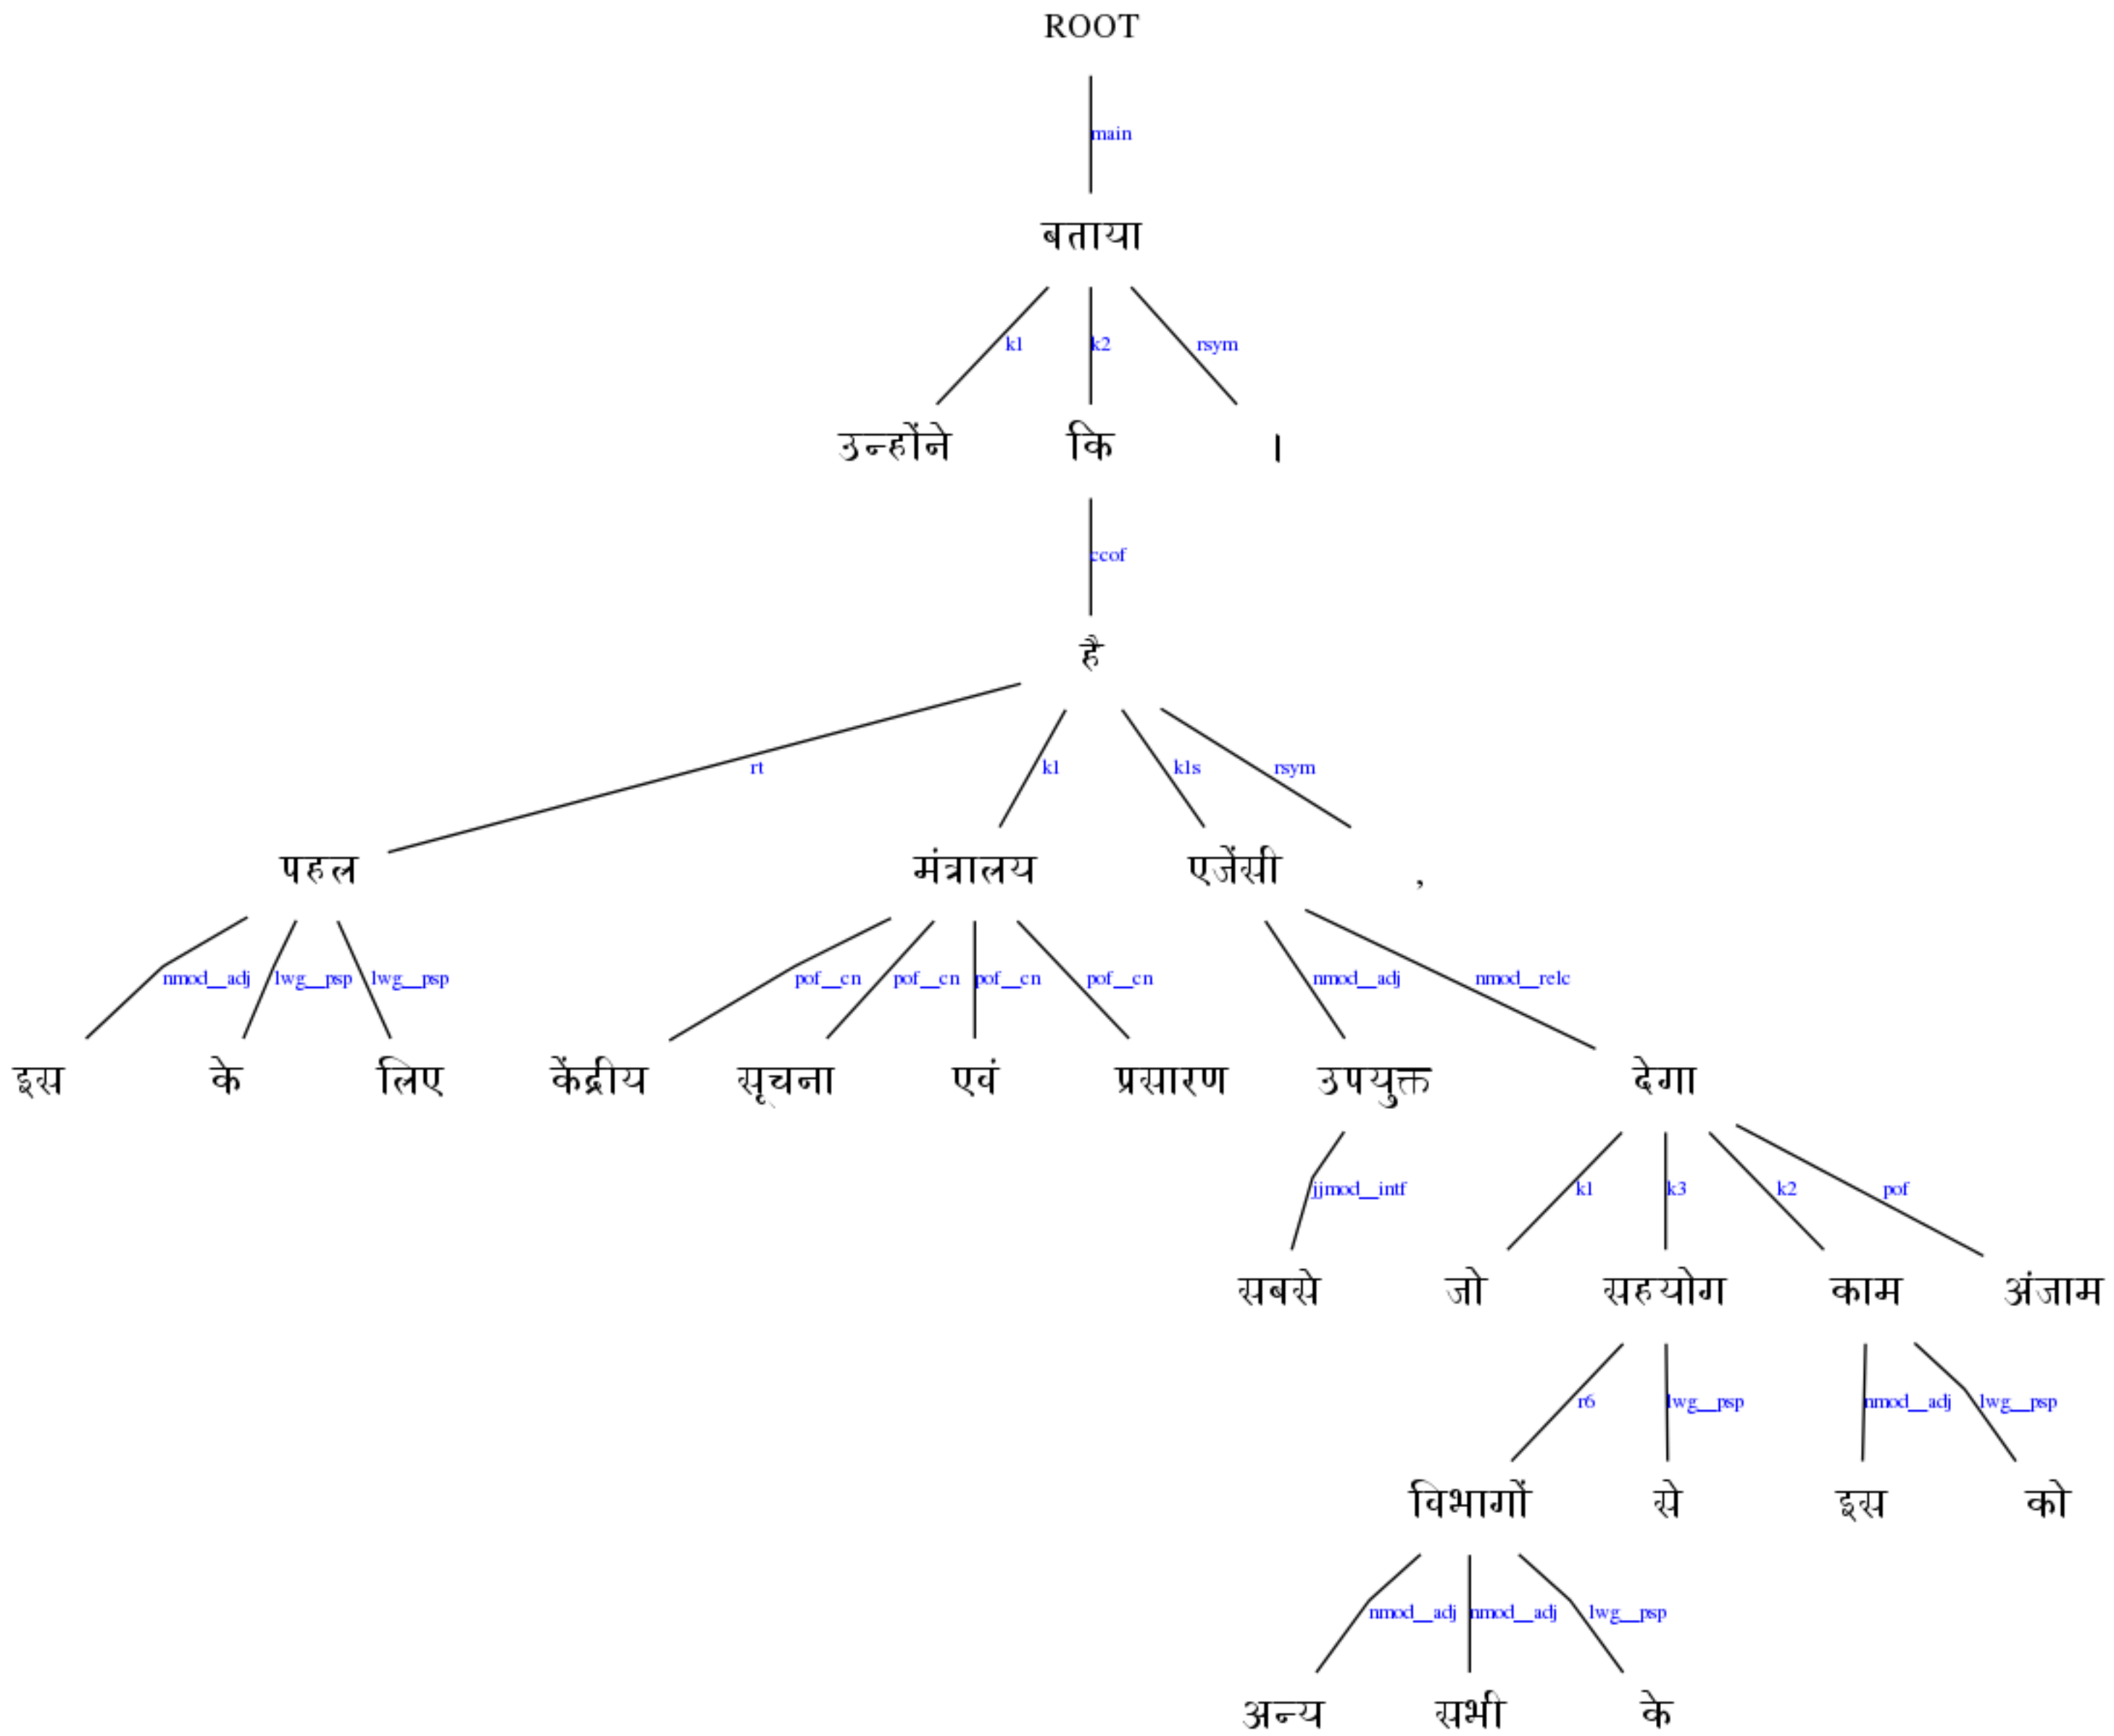 ROOT
main
बताया
k1 k2 rsym
उन्होंने कि ।
ccof
है
rt k1 k1s rsym
पहल मंत्रालय एजेंसी ,
nmod__adj lwg__psp lwg__psp pof__cn pof__cn pof__cn pof__cn nmod__adj nmod__relc
इस के लिए केंद्रीय सूचना एवं प्रसारण उपयुक्त देगा
jjmod__intf k1 k3 k2 pof
सबसे जो सहयोग काम अंजाम
r6 lwg__psp nmod__adj lwg__psp
विभागों से इस को
nmod__adj nmod__adj lwg__psp
अन्य सभी के